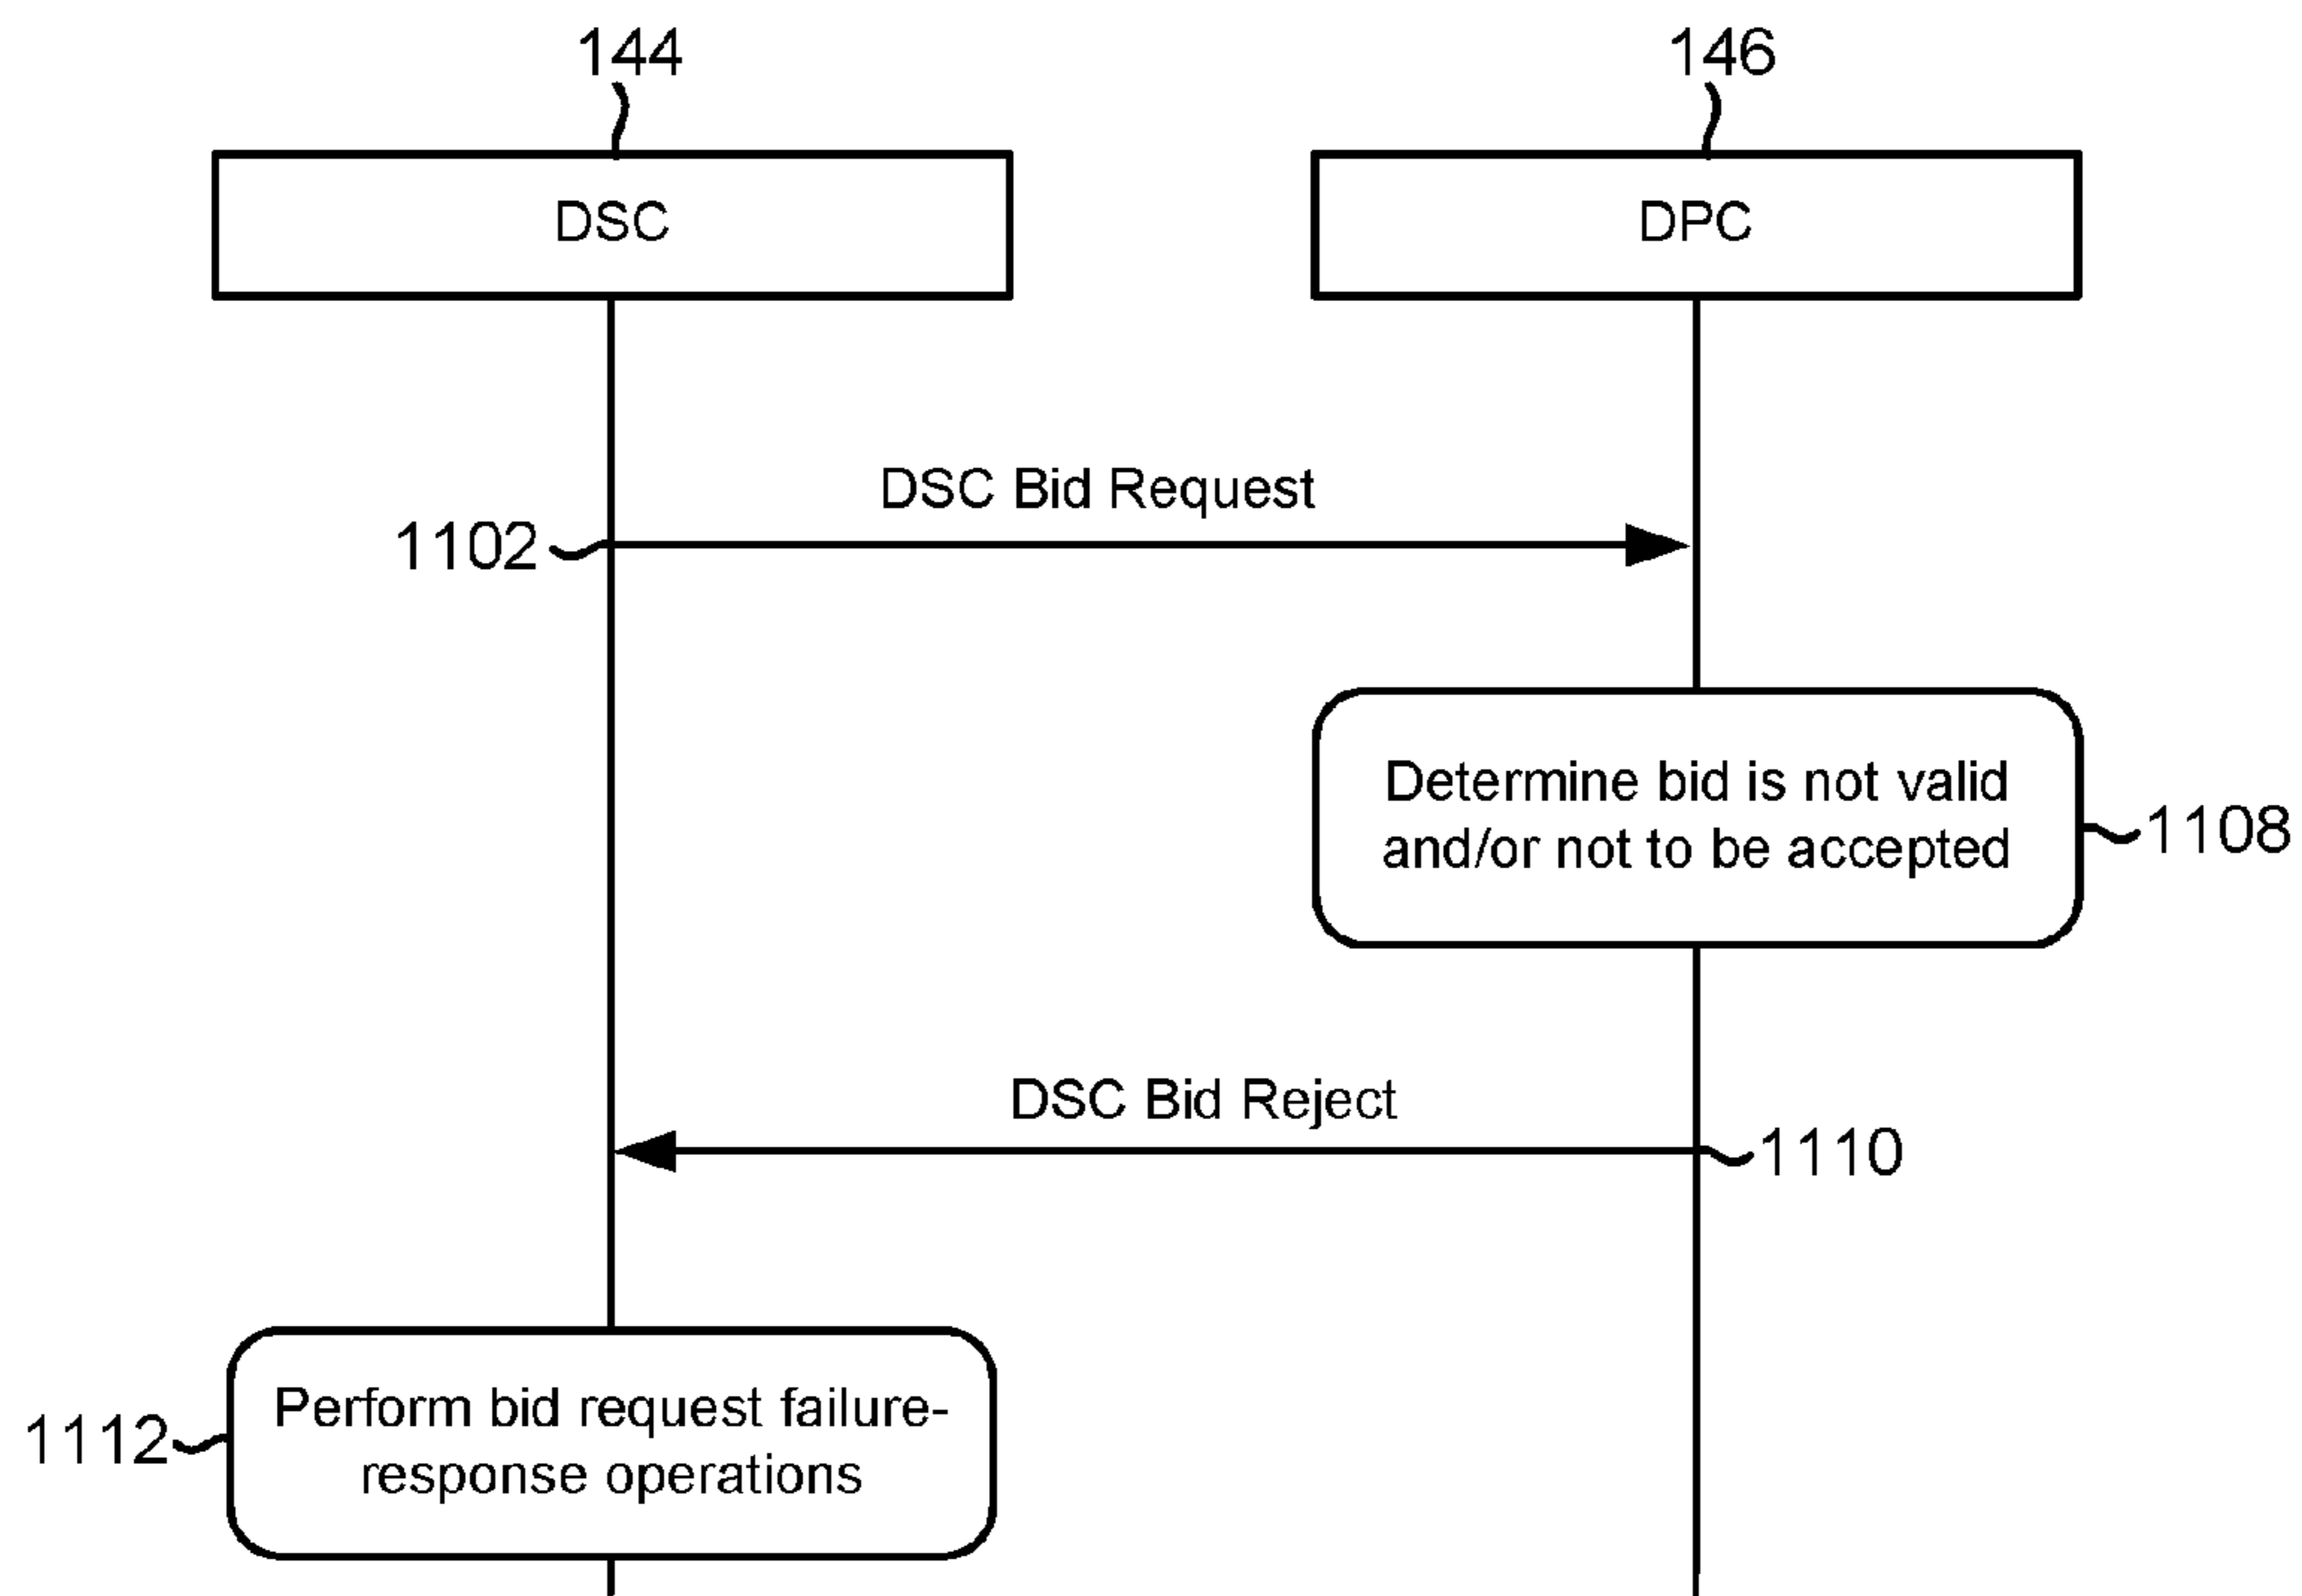 144
146
DSC
DPC
DSC Bid Request
1102
Determine bid is not valid
and/or not to be accepted
1108
DSC Bid Reject
1110
Perform bid request failure-
response operations
1112